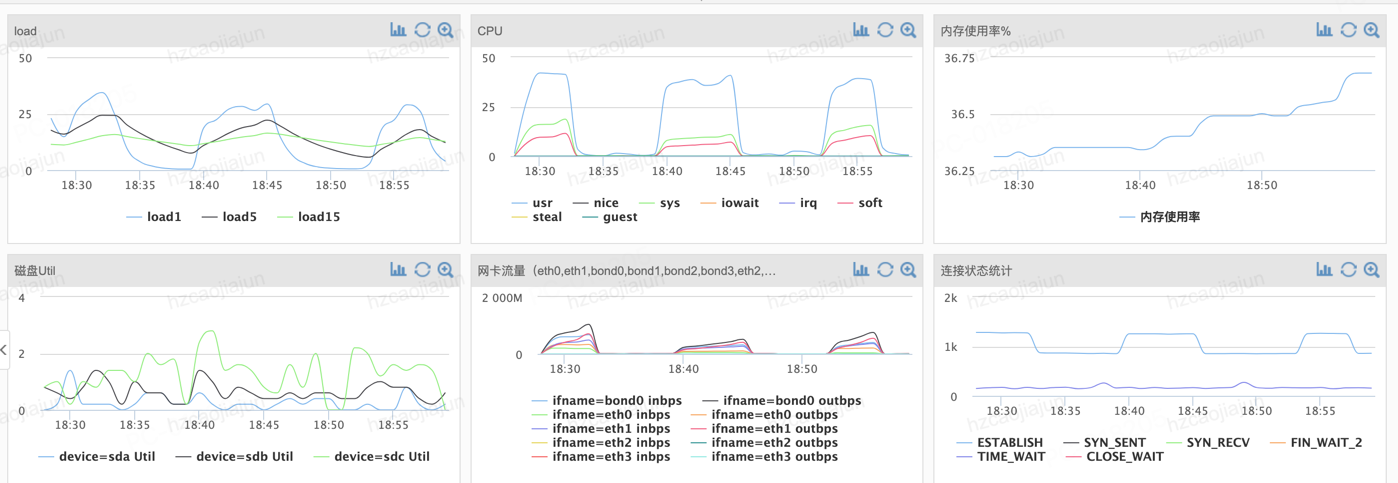 load
50
25
0
18:30 18:35 18:40 18:45 18:50 18:55
load1 load5 load15
CPU
50
25
0
18:30 18:35 18:40 18:45 18:50 18:55
usr nice sys iowait irq soft
steal guest
内存使用率%
36.75
36.5
36.25
18:30 18:40 18:50
内存使用率
磁盘Util
4
2
0
18:30 18:35 18:40 18:45 18:50 18:55
device=sda Util device=sdb Util device=sdc Util
网卡流量（eth0,eth1,bond0,bond1,bond2,bond3,eth2,...
2 000M
0
18:30 18:40 18:50
ifname=bond0 inbps ifname=bond0 outbps
ifname=eth0 inbps ifname=eth0 outbps
ifname=eth1 inbps ifname=eth1 outbps
ifname=eth2 inbps ifname=eth2 outbps
ifname=eth3 inbps ifname=eth3 outbps
连接状态统计
2k
1k
0
18:30 18:35 18:40 18:45 18:50 18:55
ESTABLISH SYN_SENT SYN_RECV FIN_WAIT_2
TIME_WAIT CLOSE_WAIT
hzcaojiajun